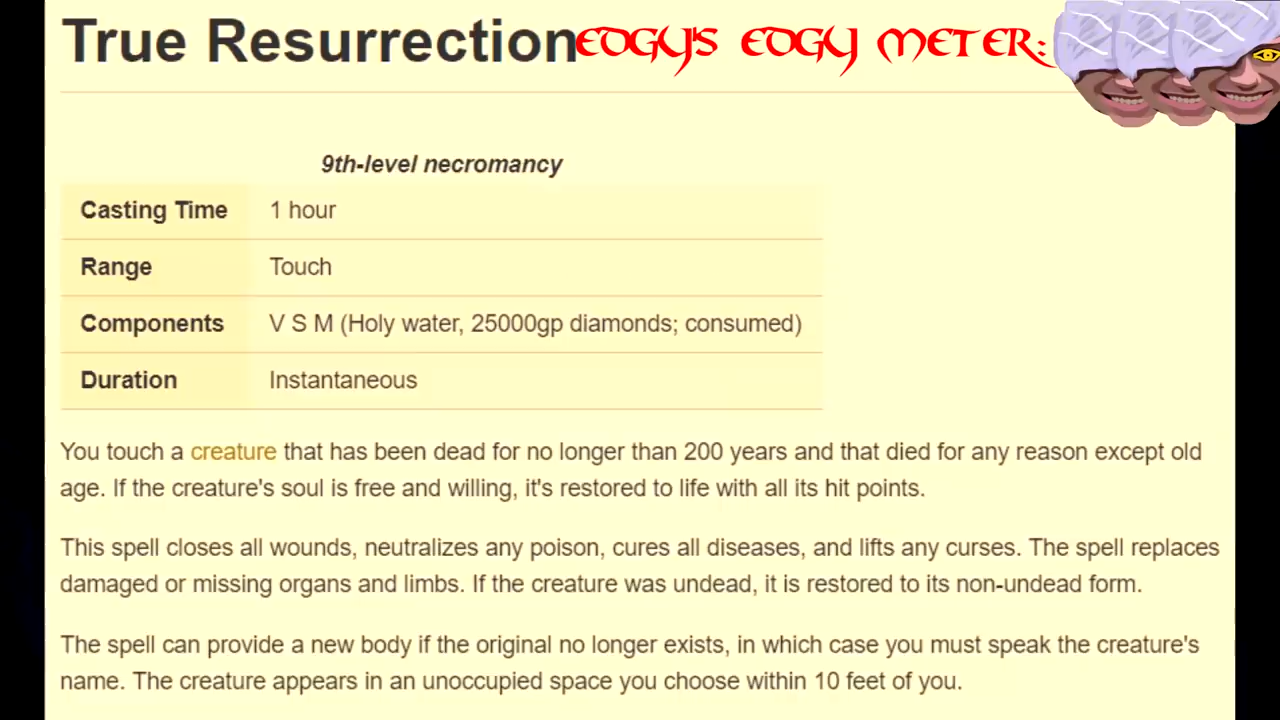 True Resurrection
EDGY'S EDGY METER:
9th-level necromancy
Casting Time 1 hour
Range Touch
Components V S M (Holy water, 25000gp diamonds; consumed)
Duration Instantaneous
You touch a creature that has been dead for no longer than 200 years and that died for any reason except old
age. If the creature's soul is free and willing, it's restored to life with all its hit points.
This spell closes all wounds, neutralizes any poison, cures all diseases, and lifts any curses. The spell replaces
damaged or missing organs and limbs. If the creature was undead, it is restored to its non-undead form.
The spell can provide a new body if the original no longer exists, in which case you must speak the creature's
name. The creature appears in an unoccupied space you choose within 10 feet of you.